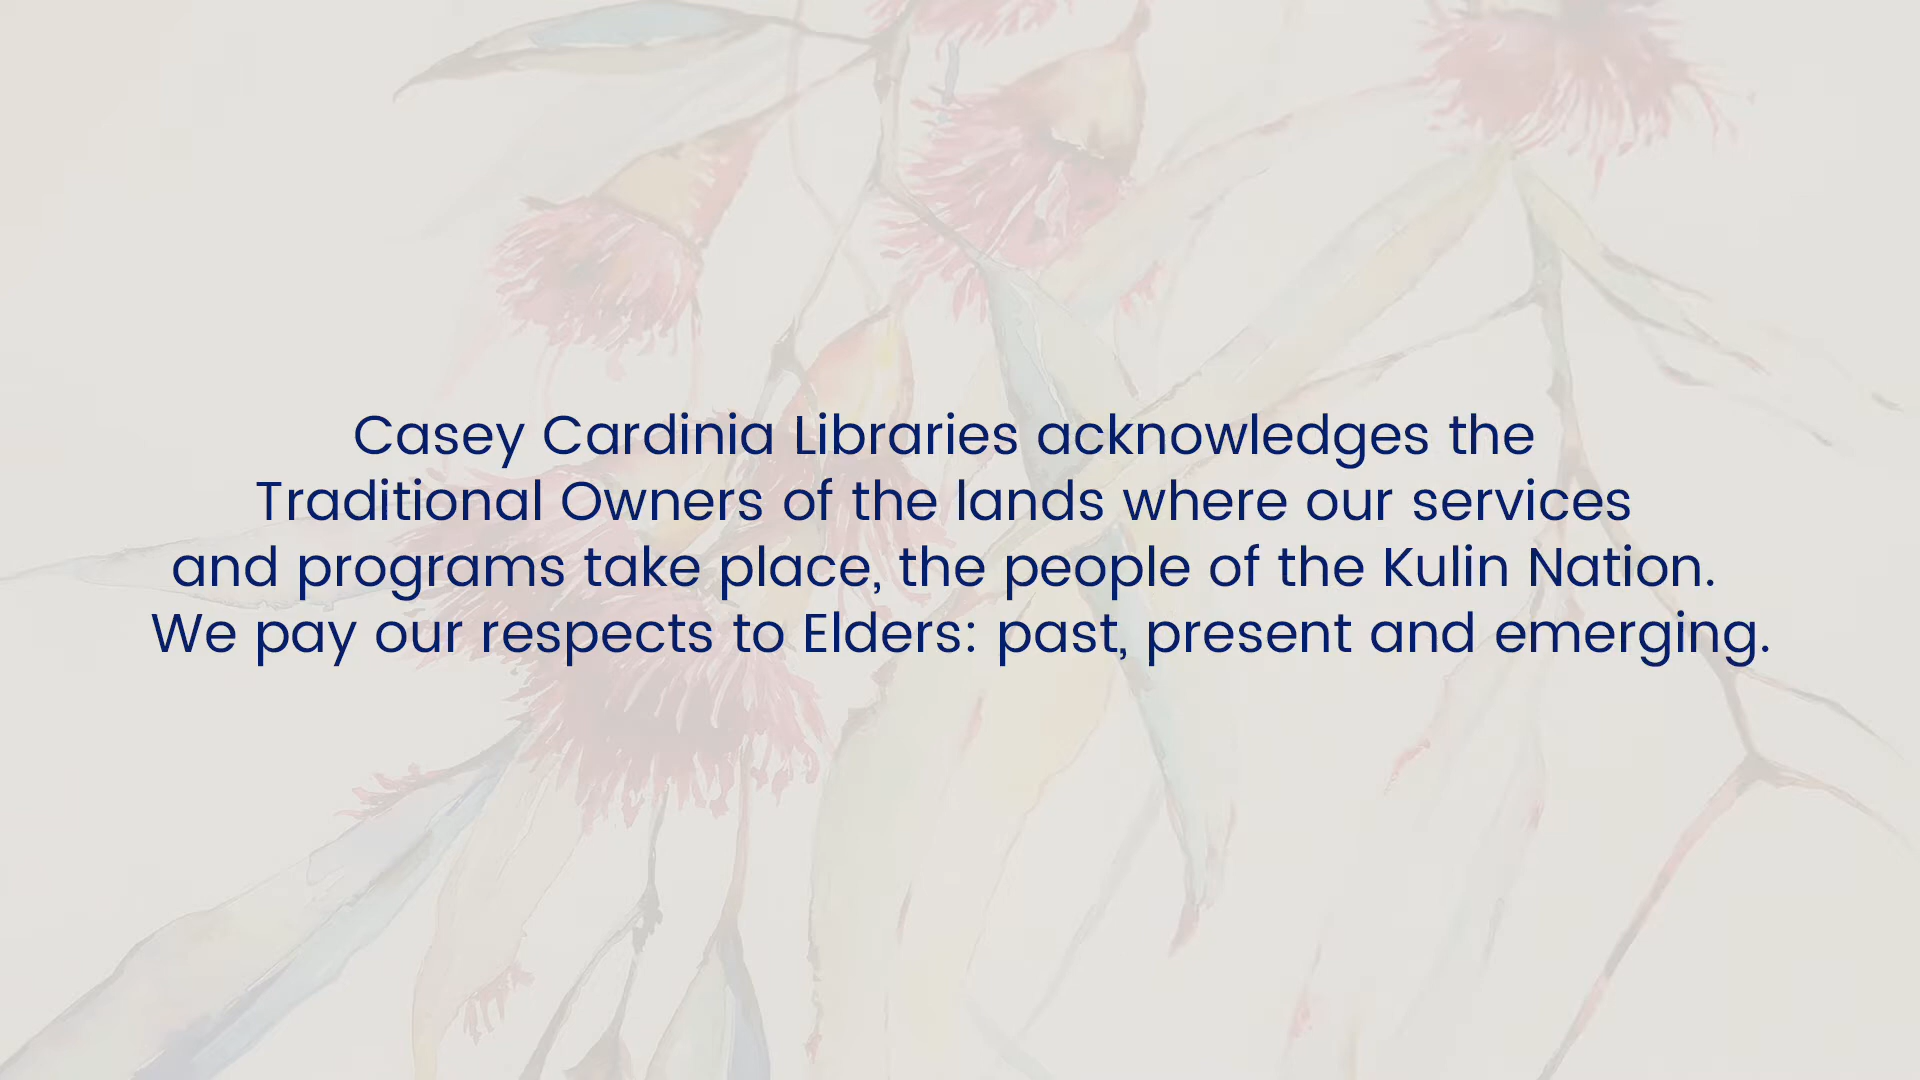 Casey Cardinia Libraries acknowledges the
Traditional Owners of the lands where our services
and programs take place, the people of the Kulin Nation.
We pay our respects to Elders: past, present and emerging.